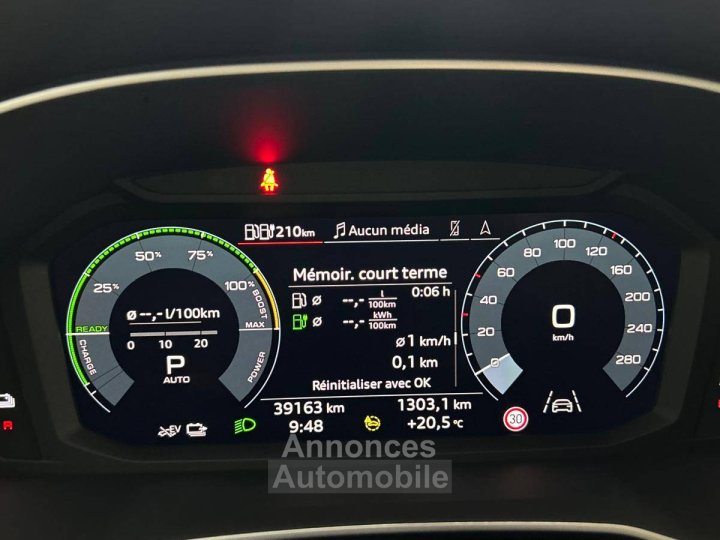 210km
Aucun média
25%
50%
75%
100%
BOOST
MAX
POWER
READY
CHARGE
ø --,- l/100km
0 10 20
P
AUTO
Mémoir. court terme
0:06 h
ø --,- l/100km
ø --,- kWh/100km
ø 1 km/h
0,1 km
Réinitialiser avec OK
0
20
40
60
80
100
120
160
200
240
280
0
km/h
39163 km
1303,1 km
9:48
+20,5 °C
EV
30
Annonces
Automobile